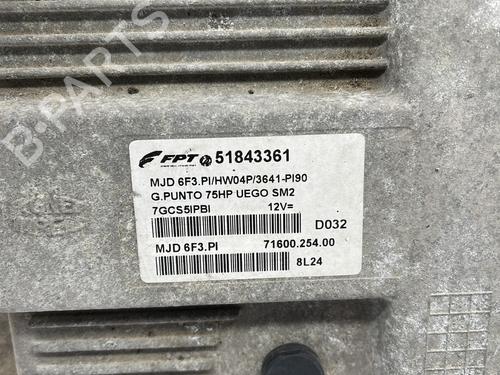 B-PARTS
FPT 51843361
MJD 6F3.PI/HW04P/3641-PI90
G.PUNTO 75HP UEGO SM2
7GCS5IPBI 12V=
D032
MJD 6F3.PI 71600.254.00
8L24